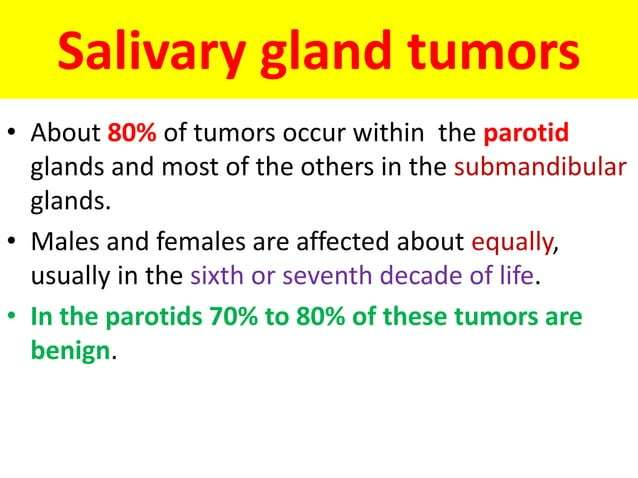 Salivary gland tumors
• About 80% of tumors occur within the parotid
glands and most of the others in the submandibular
glands.
• Males and females are affected about equally,
usually in the sixth or seventh decade of life.
• In the parotids 70% to 80% of these tumors are
benign.